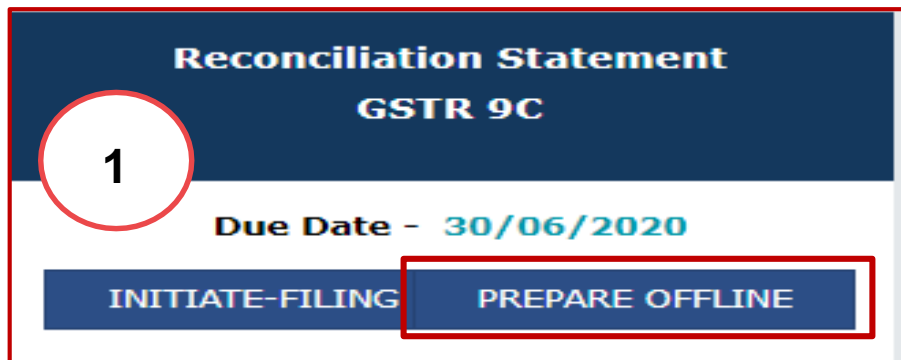 Reconciliation Statement
GSTR 9C
1
Due Date - 30/06/2020
INITIATE-FILING PREPARE OFFLINE